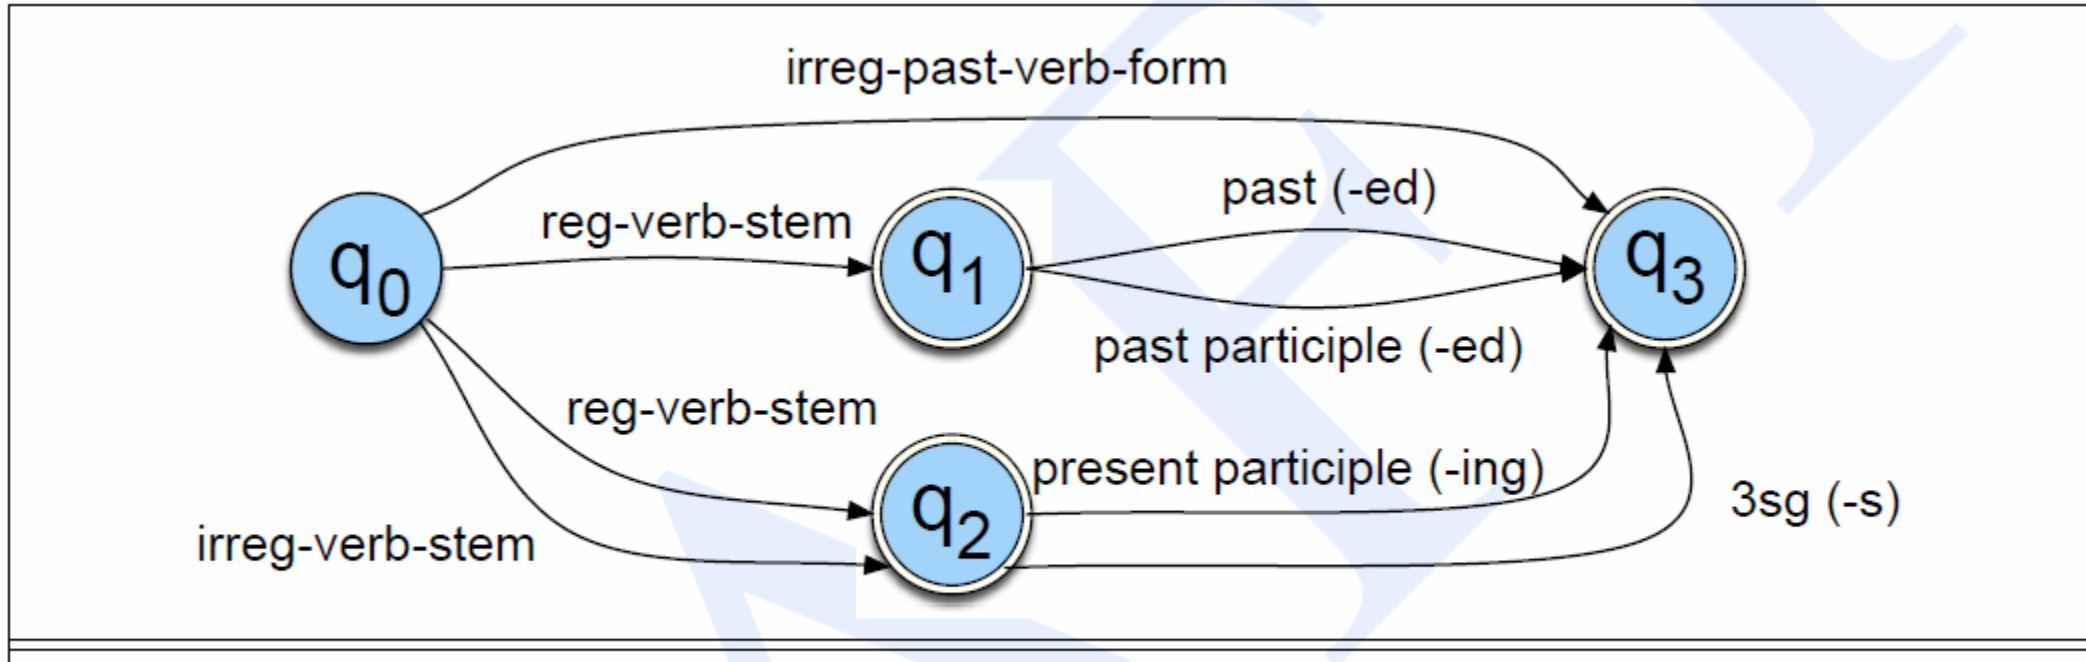 irreg-past-verb-form
past (-ed)
reg-verb-stem
q0
q1
q3
past participle (-ed)
reg-verb-stem
present participle (-ing)
q2
3sg (-s)
irreg-verb-stem